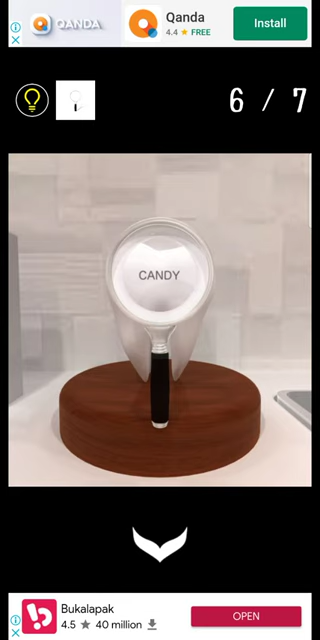 QANDA
Qanda
4.4 ★ FREE
Install
6 / 7
CANDY
Bukalapak
4.5 ★ 40 million
OPEN